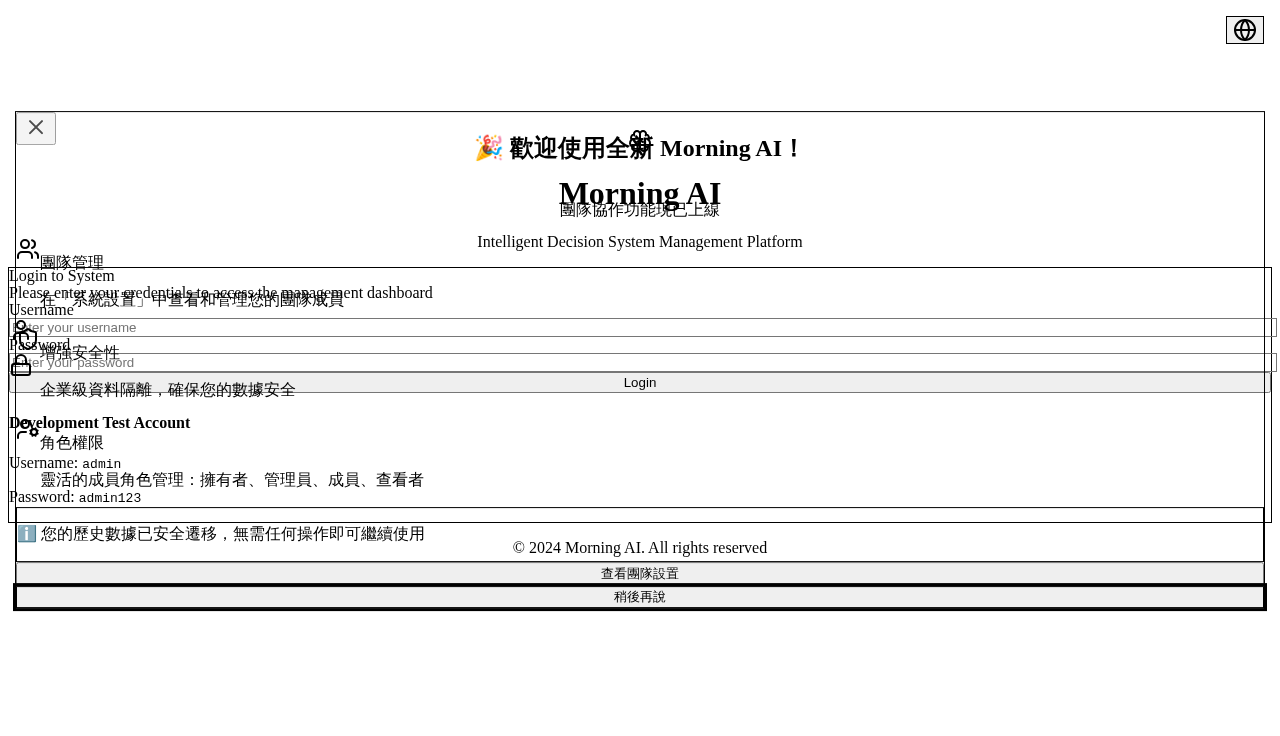 🎉 歡迎使用全新 Morning AI！
Morning AI
團隊協作功能現已上線
Intelligent Decision System Management Platform
團隊管理
Login to System
Please enter your credentials to access the management dashboard
在「系統設置」中查看和管理您的團隊成員
Username
Enter your username
Password
增強安全性
Enter your password
Login
企業級資料隔離，確保您的數據安全
Development Test Account
角色權限
Username: admin
靈活的成員角色管理：擁有者、管理員、成員、查看者
Password: admin123
ℹ️ 您的歷史數據已安全遷移，無需任何操作即可繼續使用
© 2024 Morning AI. All rights reserved
查看團隊設置
稍後再說